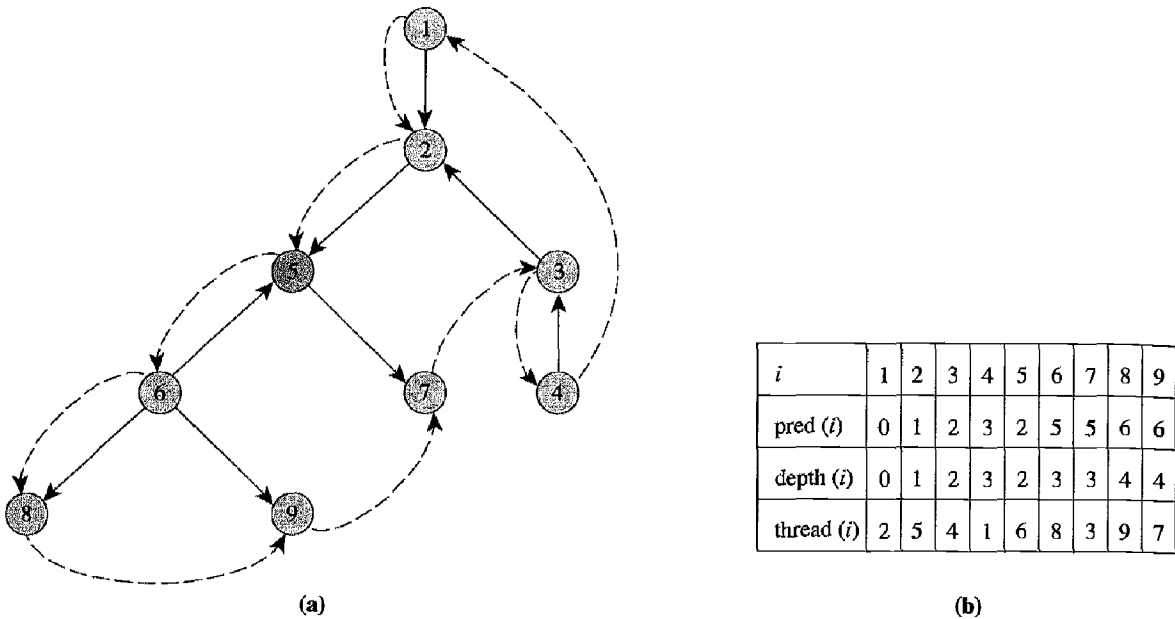 1
2
5
3
6
7
4
8
9
i 1 2 3 4 5 6 7 8 9
pred (i) 0 1 2 3 2 5 5 6 6
depth (i) 0 1 2 3 2 3 3 4 4
thread (i) 2 5 4 1 6 8 3 9 7
(a) (b)